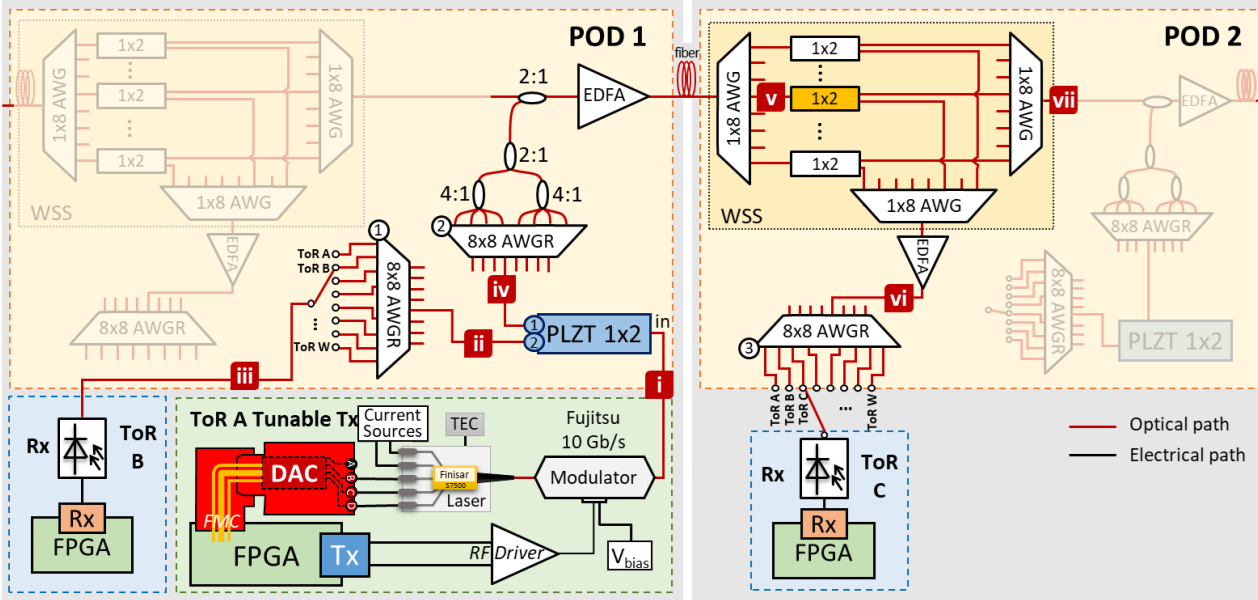 POD 1
1x8 AWG
1x2
1x2
1x2
1x8 AWG
1x8 AWG
WSS
EDFA
8x8 AWGR
2:1
EDFA
2:1
4:1
4:1
2
8x8 AWGR
iv
1
ToR A
ToR B
...
ToR W
8x8 AWGR
ii
iii
1
2
PLZT 1x2
in
i
fiber
POD 2
1x8 AWG
1x2
v
1x2
1x2
1x8 AWG
vii
1x8 AWG
WSS
EDFA
vi
8x8 AWGR
3
ToR A
ToR B
ToR C
...
ToR W
EDFA
8x8 AWGR
8x8 AWGR
PLZT 1x2
Rx
ToR
B
Rx
FPGA
ToR A Tunable Tx
Current
Sources
TEC
Fujitsu
10 Gb/s
DAC
A
B
C
D
FMC
Finisar
S7500
Laser
Modulator
FPGA
Tx
RF Driver
Vbias
Rx
ToR
C
Rx
FPGA
Optical path
Electrical path